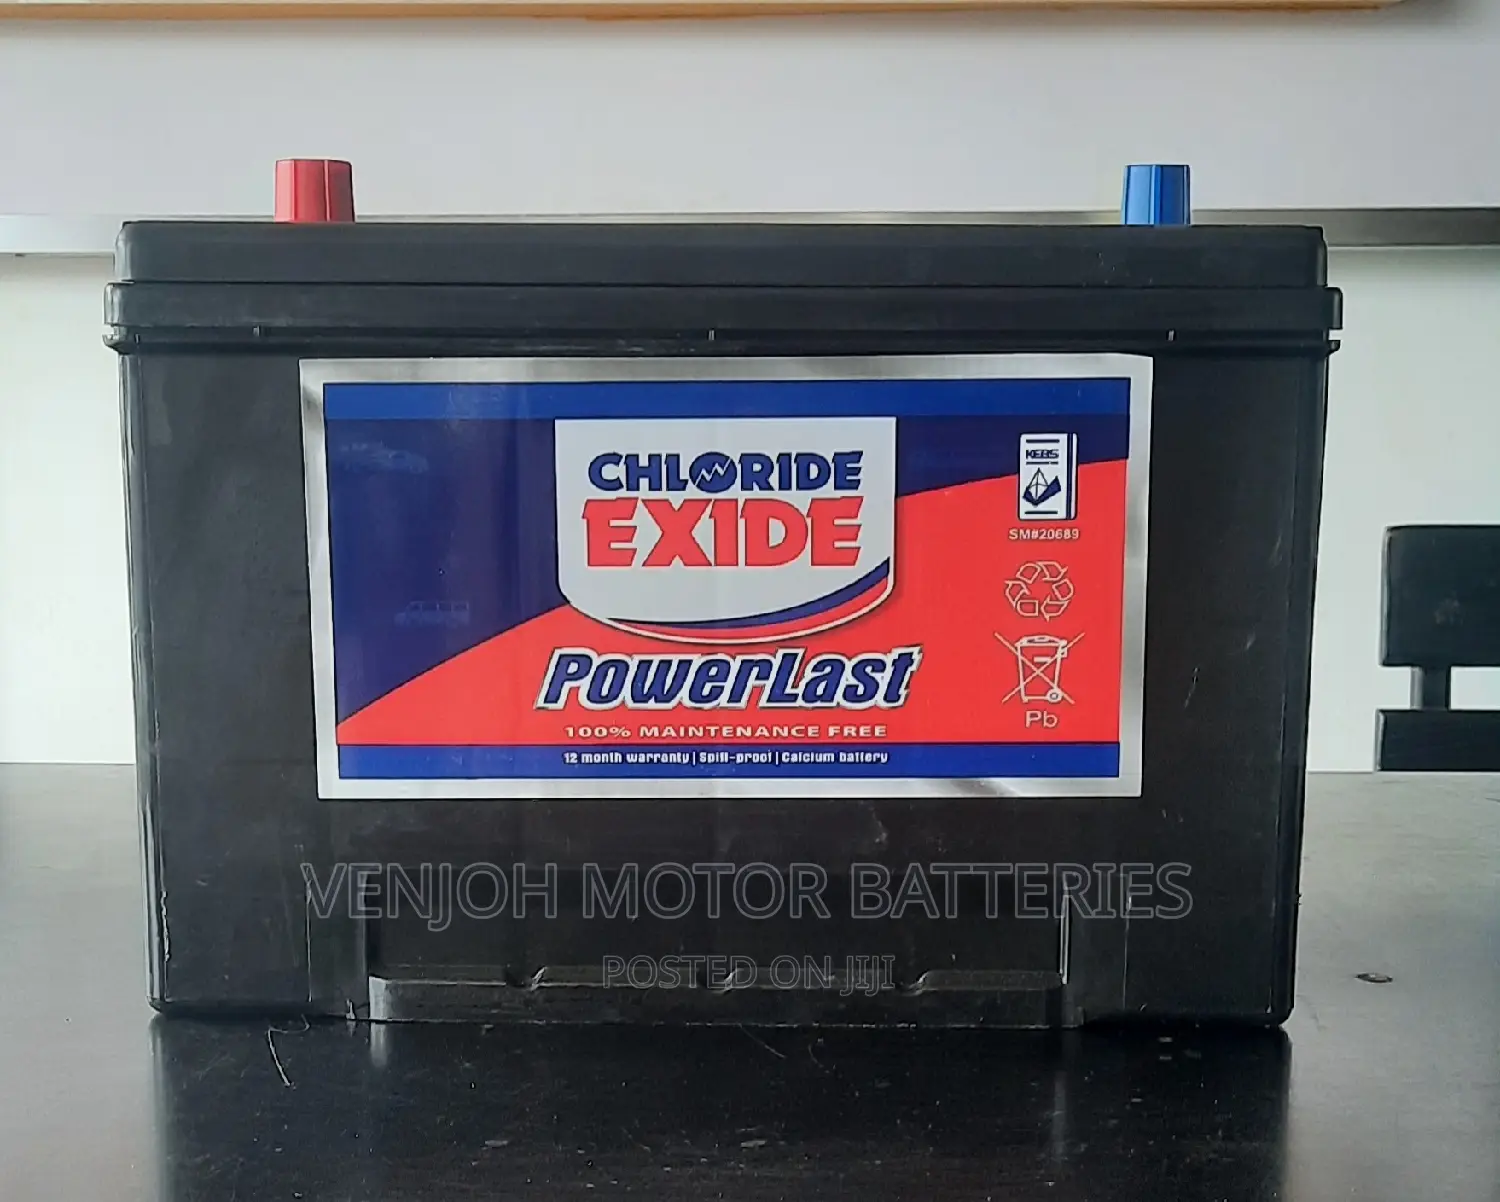 CHLORIDE
EXIDE
KEBS
SM#20689
PowerLast
Pb
100% MAINTENANCE FREE
12 month warranty | Spill-proof | Calcium battery
VENJOH MOTOR BATTERIES
POSTED ON JIJI